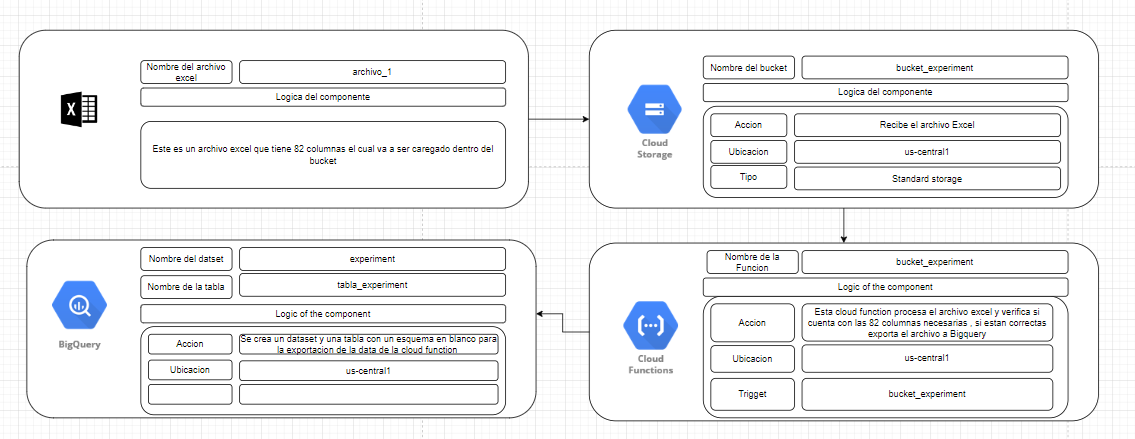 Nombre del archivo
excel
archivo_1
Logica del componente
Este es un archivo excel que tiene 82 columnas el cual va a ser caregado dentro del
bucket
Cloud
Storage
Nombre del bucket
bucket_experiment
Logica del componente
Accion
Recibe el archivo Excel
Ubicacion
us-central1
Tipo
Standard storage
BigQuery
Nombre del datset
experiment
Nombre de la tabla
tabla_experiment
Logic of the component
Accion
Se crea un dataset y una tabla con un esquema en blanco para
la exportacion de la data de la cloud function
Ubicacion
us-central1
Cloud
Functions
Nombre de la
Funcion
bucket_experiment
Logic of the component
Accion
Esta cloud function procesa el archivo excel y verifica si
cuenta con las 82 columnas necesarias , si estan correctas
exporta el archivo a Bigquery
Ubicacion
us-central1
Trigget
bucket_experiment